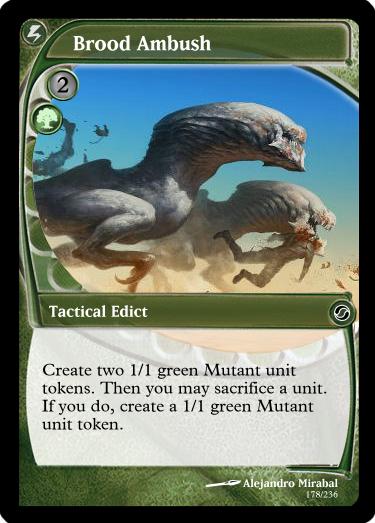 Brood Ambush
2
Tactical Edict
Create two 1/1 green Mutant unit
tokens. Then you may sacrifice a unit.
If you do, create a 1/1 green Mutant
unit token.
Alejandro Mirabal
178/236